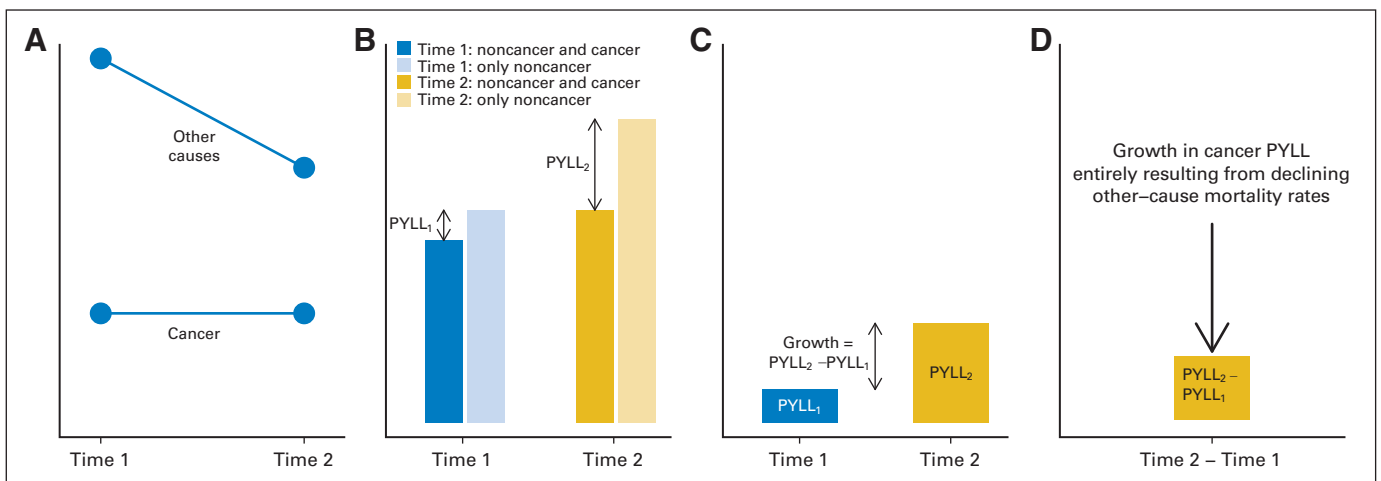 A
Other
causes
Cancer
Time 1
Time 2
B
Time 1: noncancer and cancer
Time 1: only noncancer
Time 2: noncancer and cancer
Time 2: only noncancer
PYLL₁
PYLL₂
Time 1
Time 2
C
Growth =
PYLL₂ –PYLL₁
PYLL₁
PYLL₂
Time 1
Time 2
D
Growth in cancer PYLL
entirely resulting from declining
other–cause mortality rates
PYLL₂ –
PYLL₁
Time 2 – Time 1